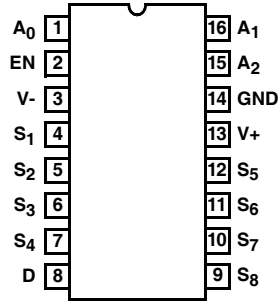 A0 1 16 A1
EN 2 15 A2
V- 3 14 GND
S1 4 13 V+
S2 5 12 S5
S3 6 11 S6
S4 7 10 S7
D 8 9 S8